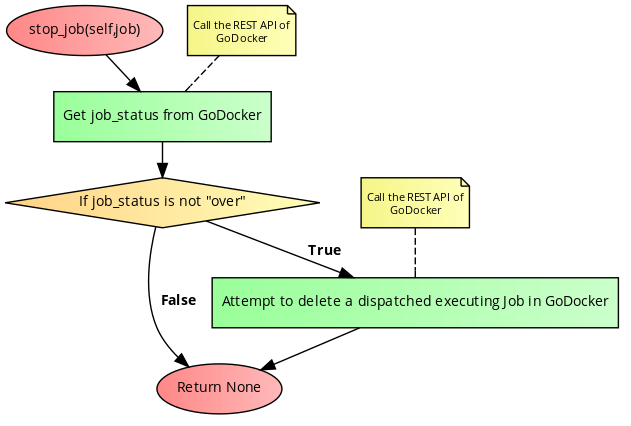 stop_job(self,job)
Call the REST API of
GoDocker
Get job_status from GoDocker
If job_status is not "over"
Call the REST API of
GoDocker
True
False
Attempt to delete a dispatched executing Job in GoDocker
Return None